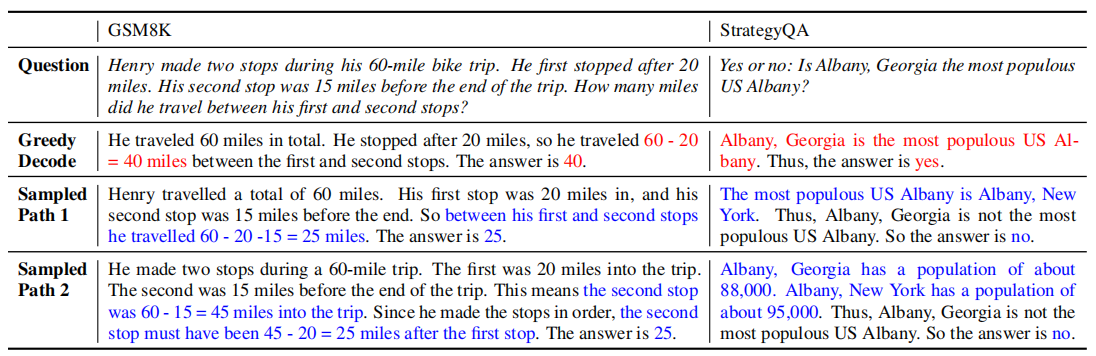 GSM8K
StrategyQA
Question
Henry made two stops during his 60-mile bike trip. He first stopped after 20
miles. His second stop was 15 miles before the end of the trip. How many miles
did he travel between his first and second stops?
Yes or no: Is Albany, Georgia the most populous
US Albany?
Greedy
Decode
He traveled 60 miles in total. He stopped after 20 miles, so he traveled 60 - 20
= 40 miles between the first and second stops. The answer is 40.
Albany, Georgia is the most populous US Al-
bany. Thus, the answer is yes.
Sampled
Path 1
Henry travelled a total of 60 miles. His first stop was 20 miles in, and his
second stop was 15 miles before the end. So between his first and second stops
he travelled 60 - 20 -15 = 25 miles. The answer is 25.
The most populous US Albany is Albany, New
York. Thus, Albany, Georgia is not the most
populous US Albany. So the answer is no.
Sampled
Path 2
He made two stops during a 60-mile trip. The first was 20 miles into the trip.
The second was 15 miles before the end of the trip. This means the second stop
was 60 - 15 = 45 miles into the trip. Since he made the stops in order, the second
stop must have been 45 - 20 = 25 miles after the first stop. The answer is 25.
Albany, Georgia has a population of about
88,000. Albany, New York has a population of
about 95,000. Thus, Albany, Georgia is not the
most populous US Albany. So the answer is no.